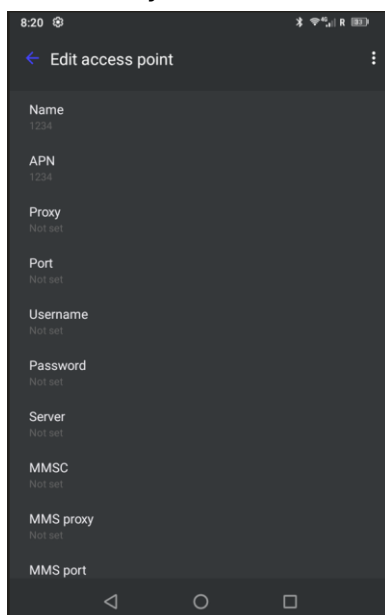 8:20
R
Edit access point
Name
1234
APN
1234
Proxy
Not set
Port
Not set
Username
Not set
Password
Not set
Server
Not set
MMSC
Not set
MMS proxy
Not set
MMS port